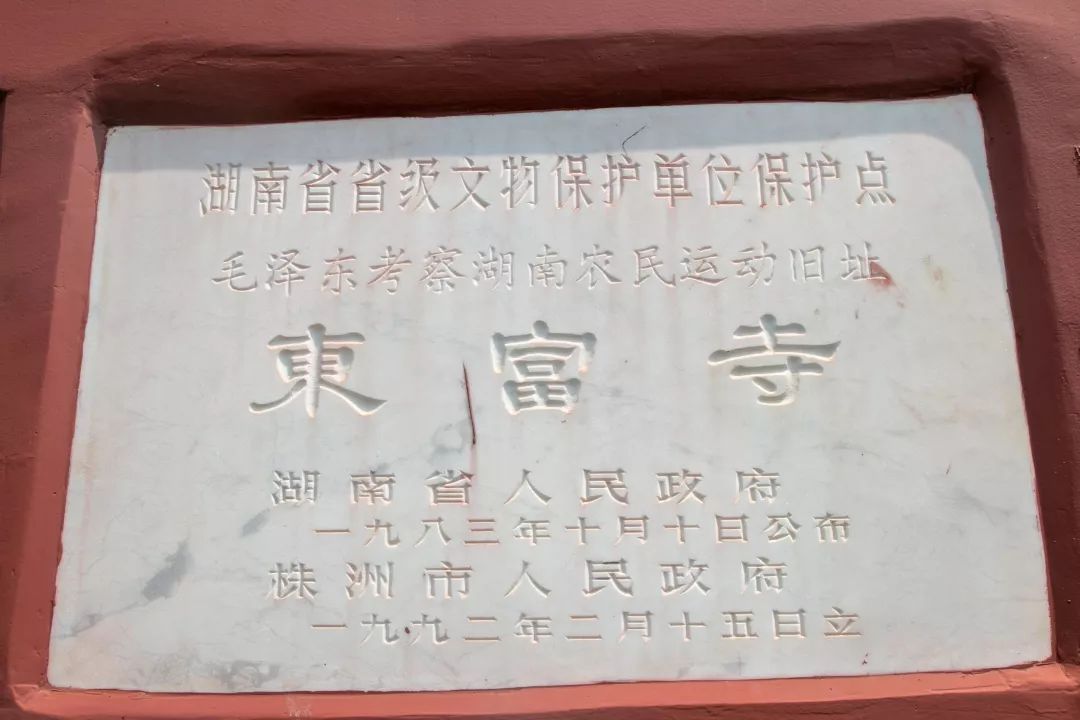 湖南省省级文物保护单位保护点
毛泽东考察湖南农民运动旧址
東富寺
湖南省人民政府
一九八三年十月十日公布
株洲市人民政府
一九九二年二月十五日立